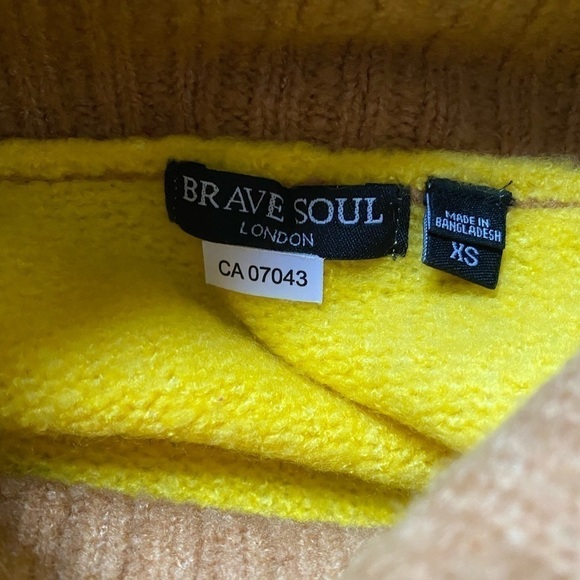 BRAVE SOUL
LONDON
CA 07043
MADE IN
BANGLADESH
XS